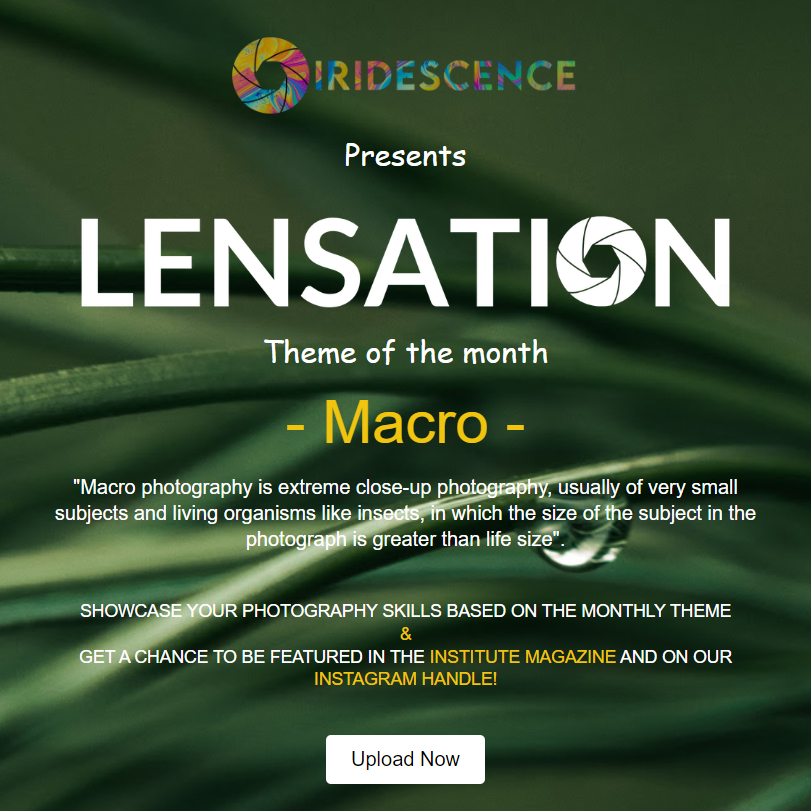 IRIDESCENCE
Presents
LENSATION
Theme of the month
- Macro -
"Macro photography is extreme close-up photography, usually of very small
subjects and living organisms like insects, in which the size of the subject in the
photograph is greater than life size".
SHOWCASE YOUR PHOTOGRAPHY SKILLS BASED ON THE MONTHLY THEME
&
GET A CHANCE TO BE FEATURED IN THE INSTITUTE MAGAZINE AND ON OUR
INSTAGRAM HANDLE!
Upload Now